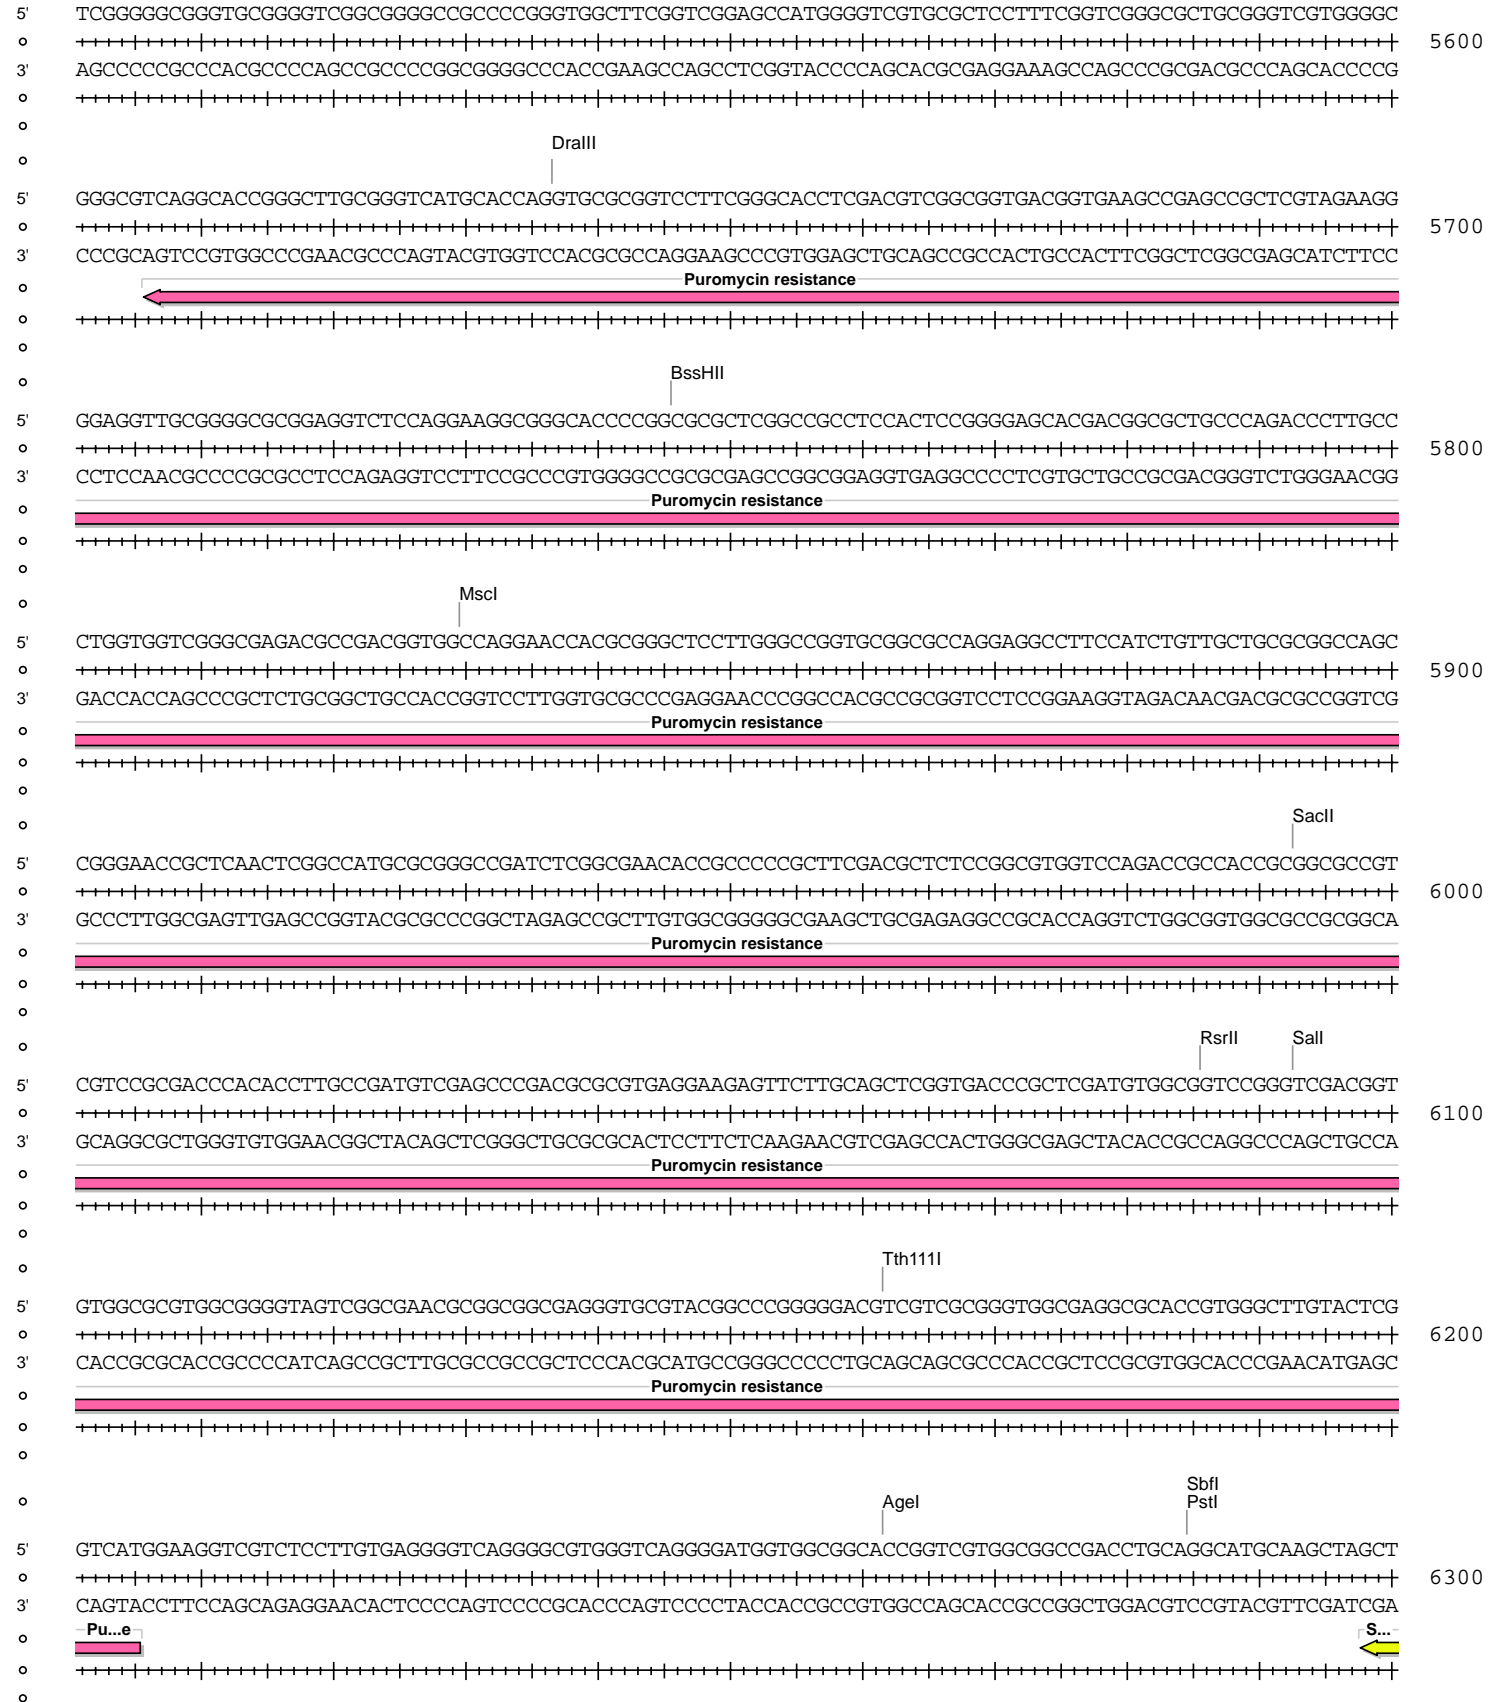 5' TCGGGGGCGGGTGCGGGGTCGGCGGGGCCGCCCCGGGTGGCTTCGGTCGGAGCCATGGGGTCGTGCGCTCCTTTCGGTCGGGCGCTGCGGGTCGTGGGGC
5600
3' AGCCCCCGCCCACGCCCCAGCCGCCCCGGCGGGGCCCACCGAAGCCAGCCTCGGTACCCCAGCACGCGAGGAAAGCCAGCCCGCGACGCCCAGCACCCCG
DraIII
5' GGGCGTCAGGCACCGGGCTTGCGGGTCATGCACCAGGTGCGCGGTCCTTCGGGCACCTCGACGTCGGCGGTGACGGTGAAGCCGAGCCGCTCGTAGAAGG
5700
3' CCCGCAGTCCGTGGCCCGAACGCCCAGTACGTGGTCCACGCGCCAGGAAGCCCGTGGAGCTGCAGCCGCCACTGCCACTTCGGCTCGGCGAGCATCTTCC
Puromycin resistance
BssHII
5' GGAGGTTGCGGGGCGCGGAGGTCTCCAGGAAGGCGGGCACCCCGGCGCGCTCGGCCGCCTCCACTCCGGGGAGCACGACGGCGCTGCCCAGACCCTTGCC
5800
3' CCTCCAACGCCCCGCGCCTCCAGAGGTCCTTCCGCCCGTGGGGCCGCGCGAGCCGGCGGAGGTGAGGCCCCTCGTGCTGCCGCGACGGGTCTGGGAACGG
Puromycin resistance
MscI
5' CTGGTGGTCGGGCGAGACGCCGACGGTGGCCAGGAACCACGCGGGCTCCTTGGGCCGGTGCGGCGCCAGGAGGCCTTCCATCTGTTGCTGCGCGGCCAGC
5900
3' GACCACCAGCCCGCTCTGCGGCTGCCACCGGTCCTTGGTGCGCCCGAGGAACCCGGCCACGCCGCGGTCCTCCGGAAGGTAGACAACGACGCGCCGGTCG
Puromycin resistance
SacII
5' CGGGAACCGCTCAACTCGGCCATGCGCGGGCCGATCTCGGCGAACACCGCCCCCGCTTCGACGCTCTCCGGCGTGGTCCAGACCGCCACCGCGGCGCCGT
6000
3' GCCCTTGGCGAGTTGAGCCGGTACGCGCCCGGCTAGAGCCGCTTGTGGCGGGGGCGAAGCTGCGAGAGGCCGCACCAGGTCTGGCGGTGGCGCCGCGGCA
Puromycin resistance
RsrII SalI
5' CGTCCGCGACCCACACCTTGCCGATGTCGAGCCCGACGCGCGTGAGGAAGAGTTCTTGCAGCTCGGTGACCCGCTCGATGTGGCGGTCCGGGTCGACGGT
6100
3' GCAGGCGCTGGGTGTGGAACGGCTACAGCTCGGGCTGCGCGCACTCCTTCTCAAGAACGTCGAGCCACTGGGCGAGCTACACCGCCAGGCCCAGCTGCCA
Puromycin resistance
Tth111I
5' GTGGCGCGTGGCGGGGTAGTCGGCGAACGCGGCGGCGAGGGTGCGTACGGCCCGGGGGACGTCGTCGCGGGTGGCGAGGCGCACCGTGGGCTTGTACTCG
6200
3' CACCGCGCACCGCCCCATCAGCCGCTTGCGCCGCCGCTCCCACGCATGCCGGGCCCCCTGCAGCAGCGCCCACCGCTCCGCGTGGCACCCGAACATGAGC
Puromycin resistance
SbfI
AgeI PstI
5' GTCATGGAAGGTCGTCTCCTTGTGAGGGGTCAGGGGCGTGGGTCAGGGGATGGTGGCGGCACCGGTCGTGGCGGCCGACCTGCAGGCATGCAAGCTAGCT
6300
3' CAGTACCTTCCAGCAGAGGAACACTCCCCAGTCCCCGCACCCAGTCCCCTACCACCGCCGTGGCCAGCACCGCCGGCTGGACGTCCGTACGTTCGATCGA
Pu...e S...